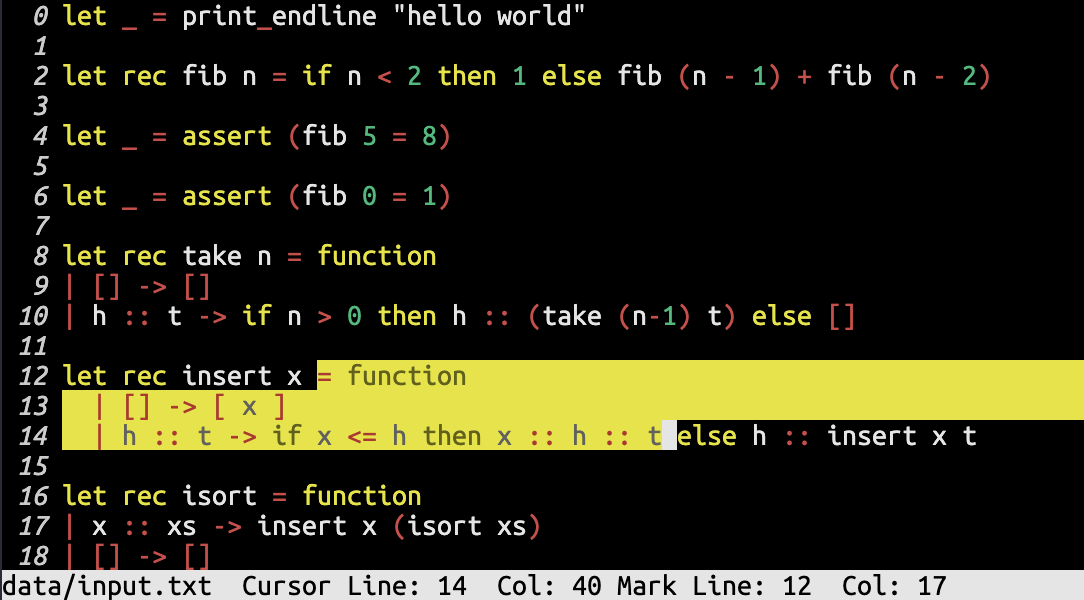 0 let _ = print_endline "hello world"
1
2 let rec fib n = if n < 2 then 1 else fib (n - 1) + fib (n - 2)
3
4 let _ = assert (fib 5 = 8)
5
6 let _ = assert (fib 0 = 1)
7
8 let rec take n = function
9 | [] -> []
10 | h :: t -> if n > 0 then h :: (take (n-1) t) else []
11
12 let rec insert x = function
13   | [] -> [ x ]
14   | h :: t -> if x <= h then x :: h :: t else h :: insert x t
15
16 let rec isort = function
17 | x :: xs -> insert x (isort xs)
18 | [] -> []
data/input.txt  Cursor Line: 14  Col: 40 Mark Line: 12  Col: 17